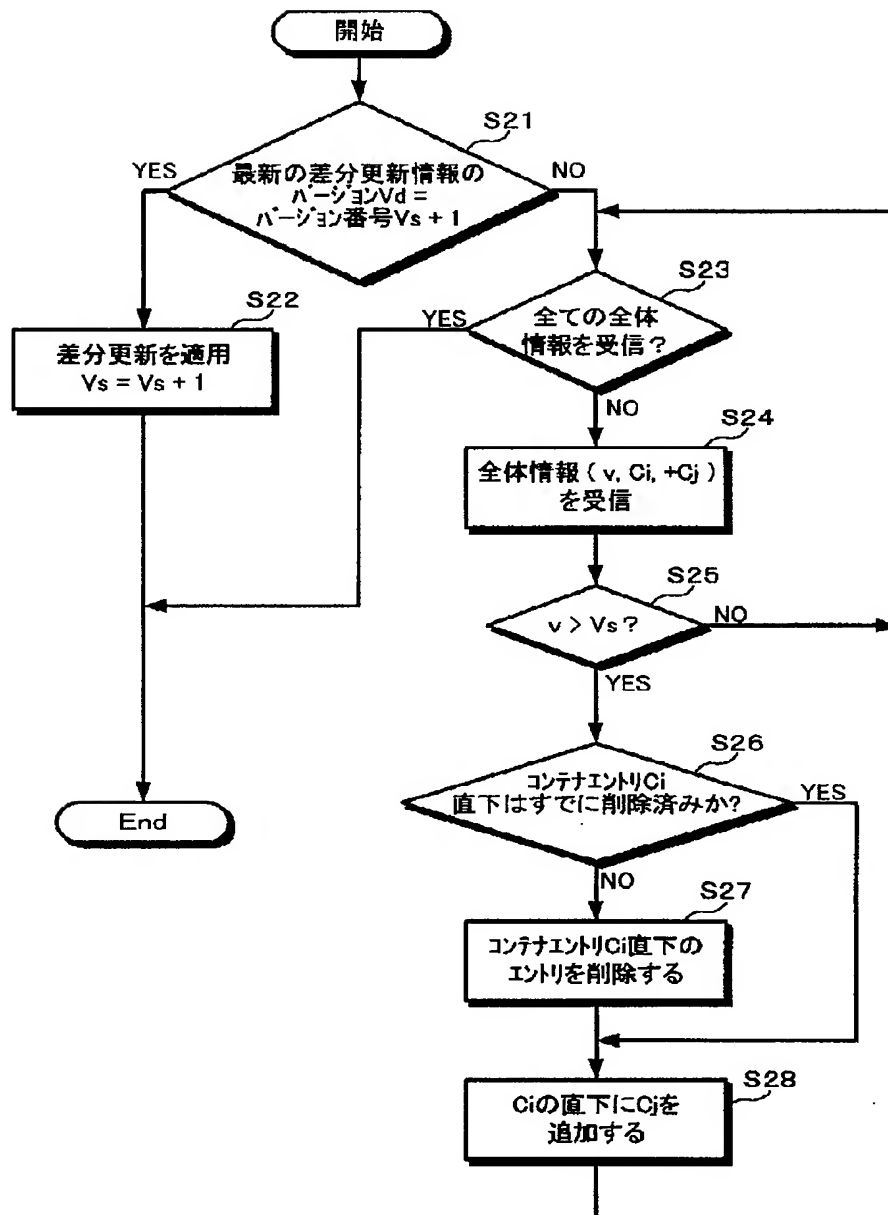 開始
S21
YES
最新の差分更新情報の
バージョンVd =
バージョン番号Vs + 1
NO
S22
差分更新を適用
Vs = Vs + 1
S23
YES
全ての全体
情報を受信？
NO
S24
全体情報 ( v, Ci, +Cj )
を受信
S25
v > Vs ?
NO
YES
S26
コンテナエントリCi
直下はすでに削除済みか?
YES
End
NO
S27
コンテナエントリCi直下の
エントリを削除する
S28
Ciの直下にCjを
追加する